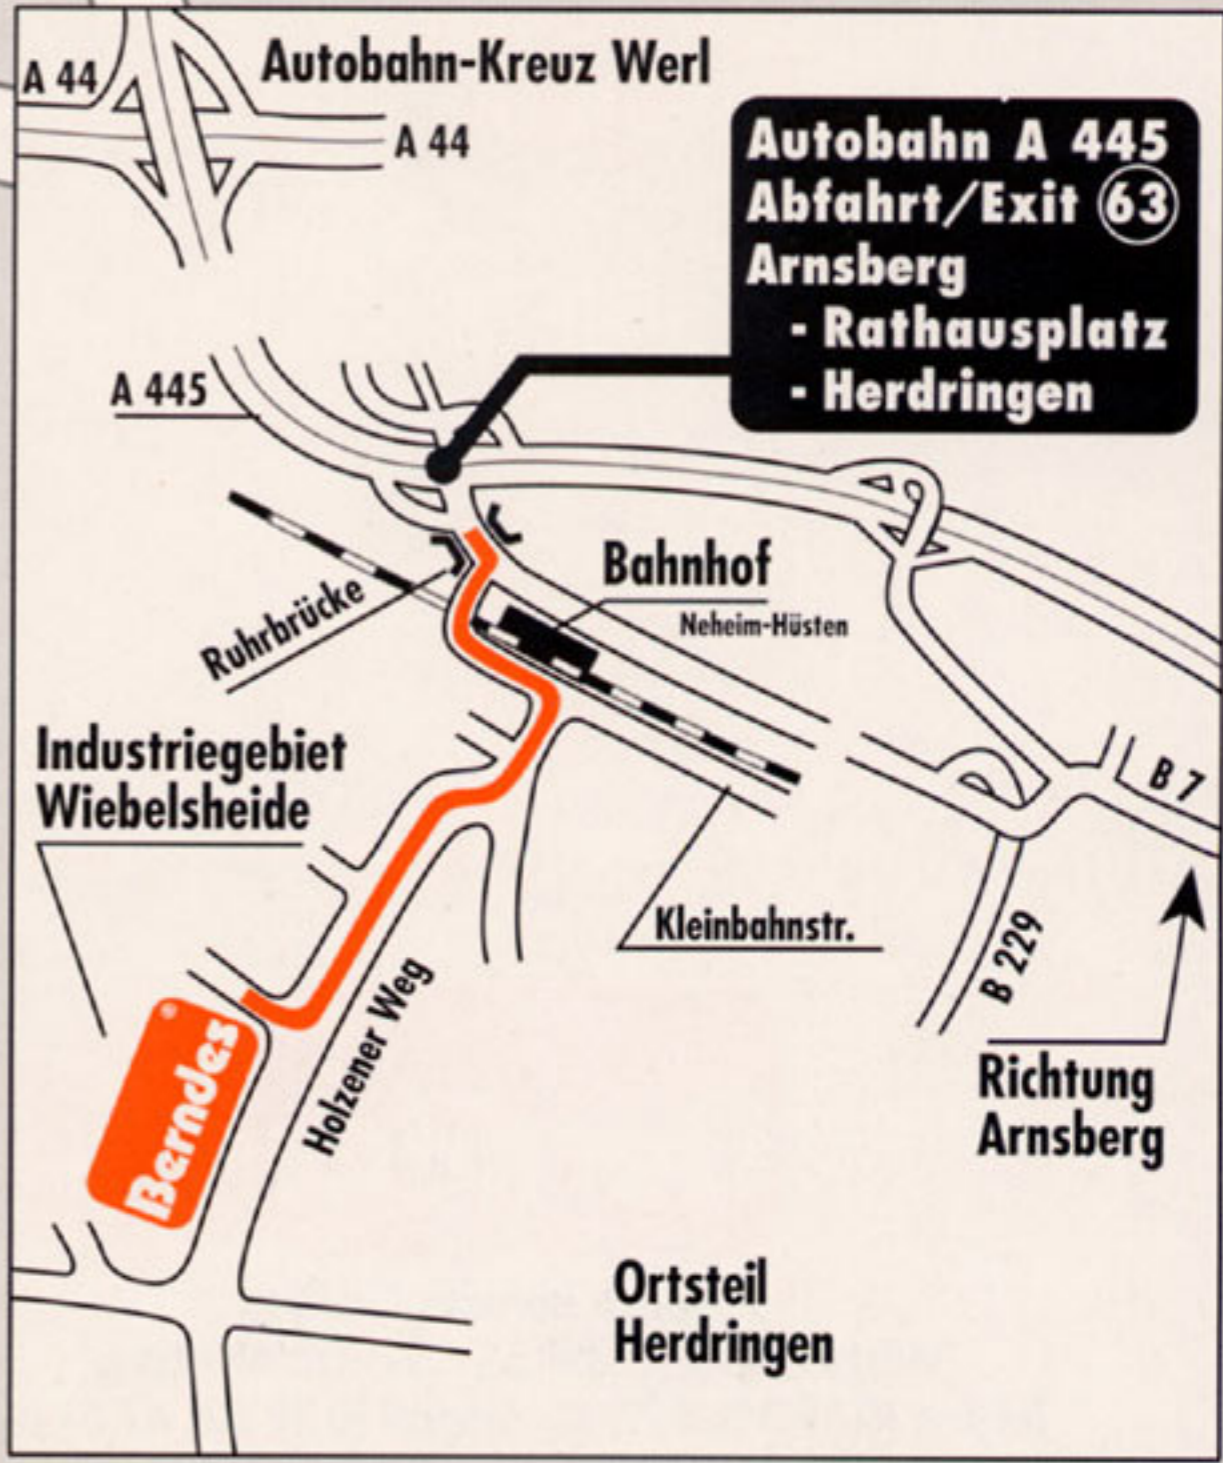 A 44
Autobahn-Kreuz Werl
A 44
Autobahn A 445
Abfahrt/Exit 63
Arnsberg
- Rathausplatz
- Herdringen
A 445
Bahnhof
Neheim-Hüsten
Ruhrbrücke
Industriegebiet
Wiebelsheide
B 7
Kleinbahnstr.
B 229
Holzener Weg
Berndes®
Richtung
Arnsberg
Ortsteil
Herdringen